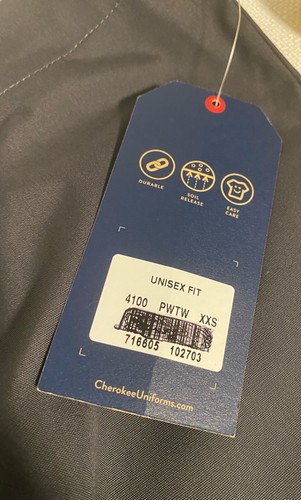 DURABLE
SOIL
RELEASE
EASY
CARE
UNISEX FIT
4100 PWTW XXS
716605 102703
CherokeeUniforms.com